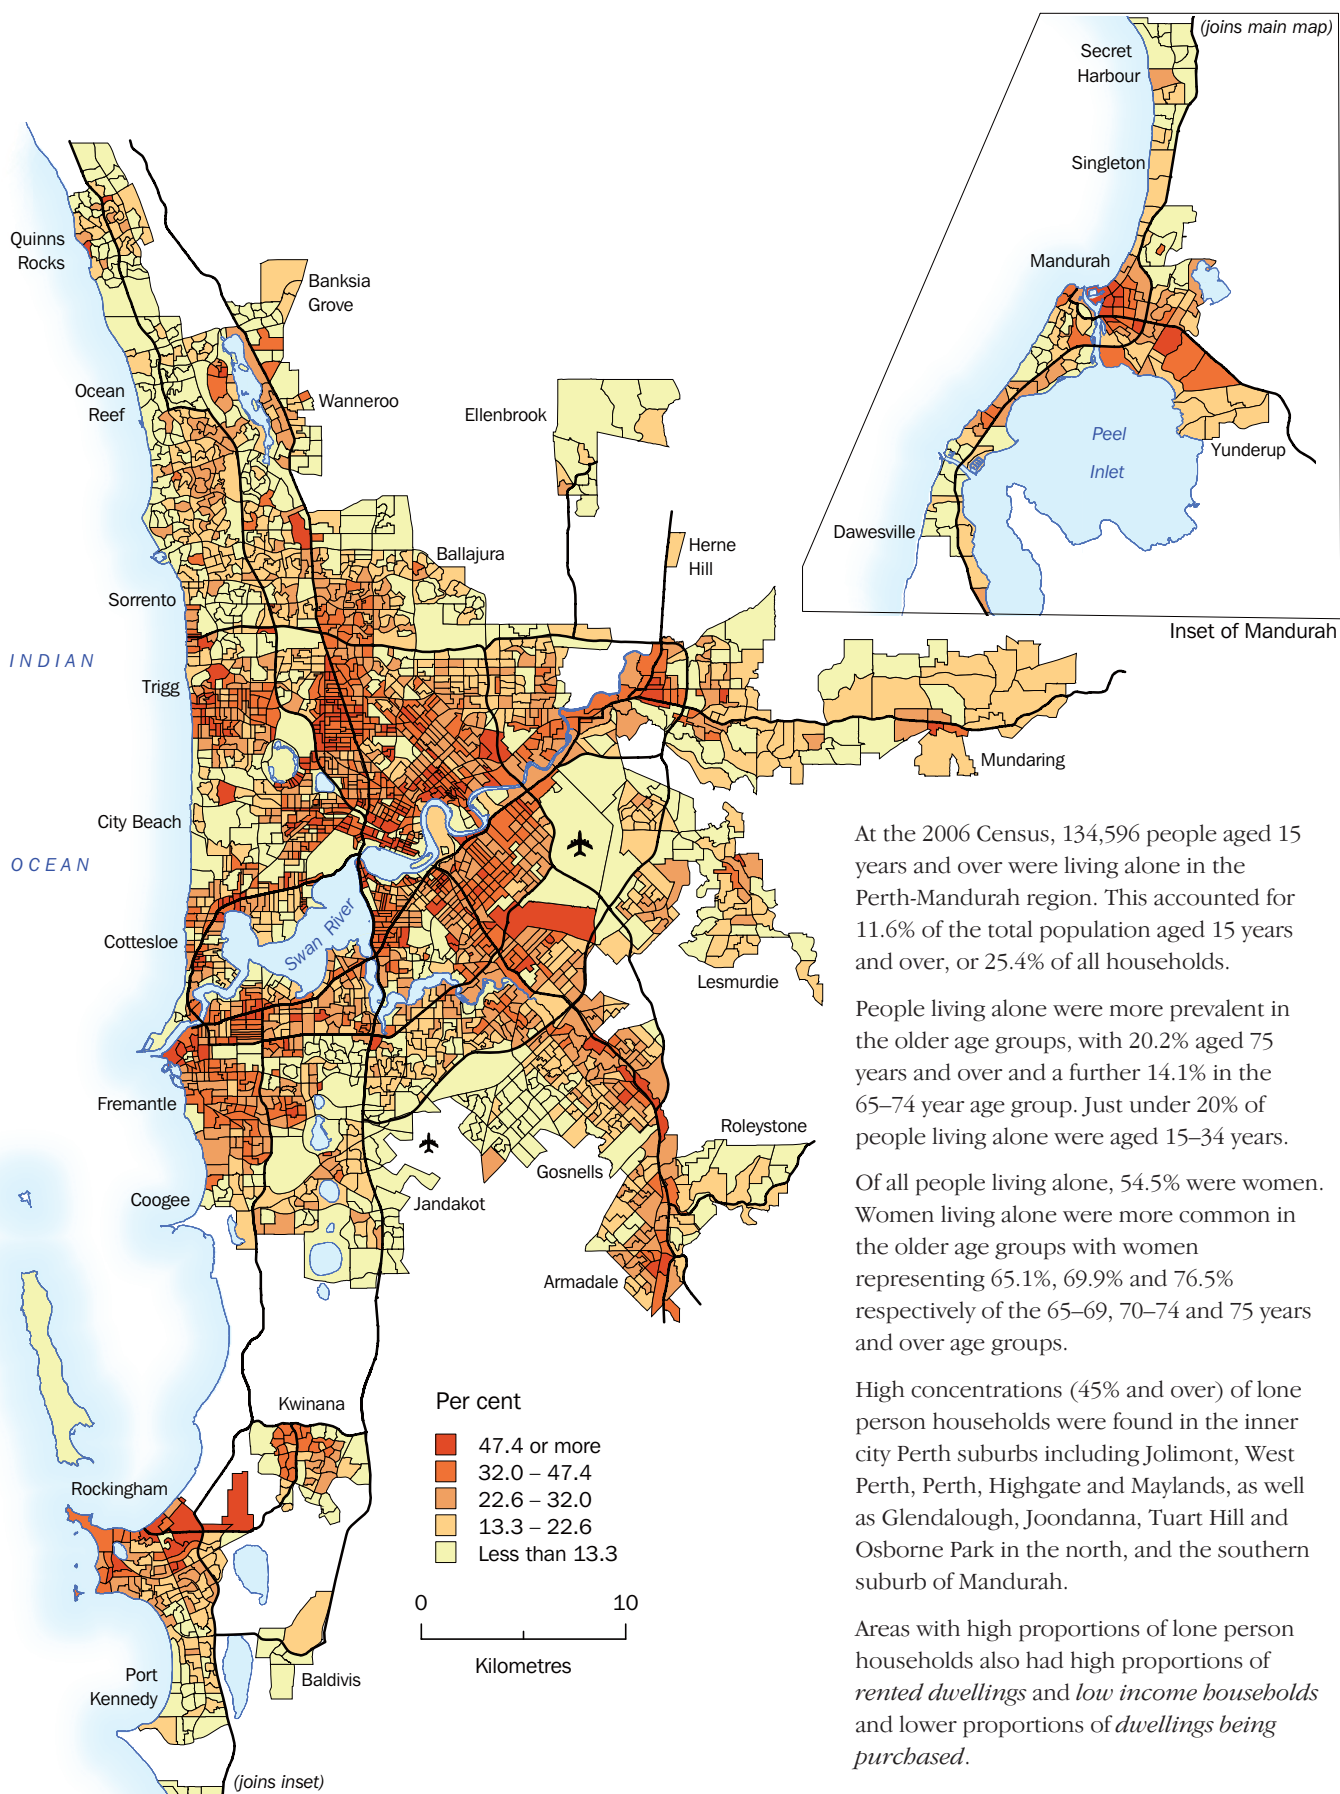 (joins main map)
Secret
Harbour
Singleton
Mandurah
Peel
Inlet
Yunderup
Dawesville
Inset of Mandurah
Quinns
Rocks
Banksia
Grove
Ocean
Reef
Wanneroo
Ellenbrook
Ballajura
Herne
Hill
Sorrento
INDIAN
Trigg
Mundaring
City Beach
OCEAN
Swan River
Cottesloe
Lesmurdie
Fremantle
Roleystone
Gosnells
Coogee
Jandakot
Armadale
Kwinana
Rockingham
Port
Kennedy
Baldivis
(joins inset)
Per cent
47.4 or more
32.0 – 47.4
22.6 – 32.0
13.3 – 22.6
Less than 13.3
0 10
Kilometres
At the 2006 Census, 134,596 people aged 15
years and over were living alone in the
Perth-Mandurah region. This accounted for
11.6% of the total population aged 15 years
and over, or 25.4% of all households.
People living alone were more prevalent in
the older age groups, with 20.2% aged 75
years and over and a further 14.1% in the
65–74 year age group. Just under 20% of
people living alone were aged 15–34 years.
Of all people living alone, 54.5% were women.
Women living alone were more common in
the older age groups with women
representing 65.1%, 69.9% and 76.5%
respectively of the 65–69, 70–74 and 75 years
and over age groups.
High concentrations (45% and over) of lone
person households were found in the inner
city Perth suburbs including Jolimont, West
Perth, Perth, Highgate and Maylands, as well
as Glendalough, Joondanna, Tuart Hill and
Osborne Park in the north, and the southern
suburb of Mandurah.
Areas with high proportions of lone person
households also had high proportions of
rented dwellings and low income households
and lower proportions of dwellings being
purchased.